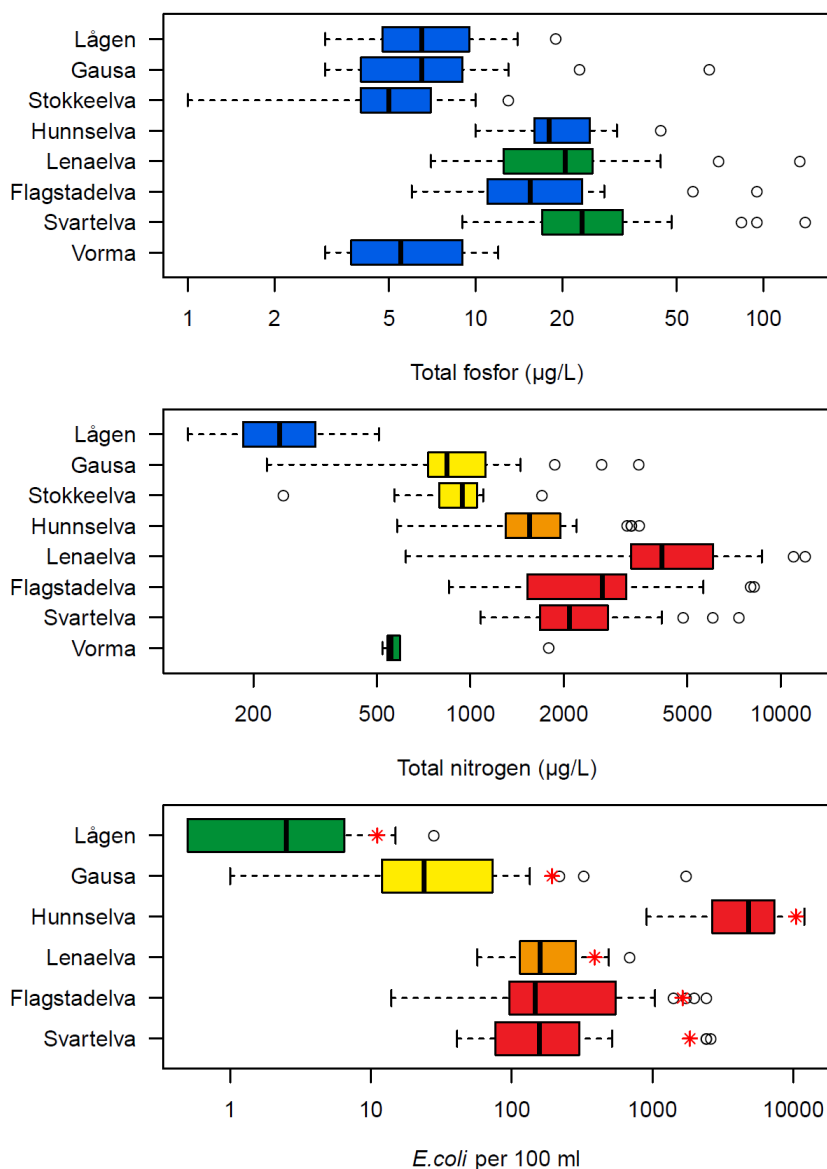 Lågen
Gausa
Stokkeelva
Hunnselva
Lenaelva
Flagstadelva
Svartelva
Vorma
1 2 5 10 20 50 100
Total fosfor (µg/L)
Lågen
Gausa
Stokkeelva
Hunnselva
Lenaelva
Flagstadelva
Svartelva
Vorma
200 500 1000 2000 5000 10000
Total nitrogen (µg/L)
Lågen
Gausa
Hunnselva
Lenaelva
Flagstadelva
Svartelva
1 10 100 1000 10000
E.coli per 100 ml